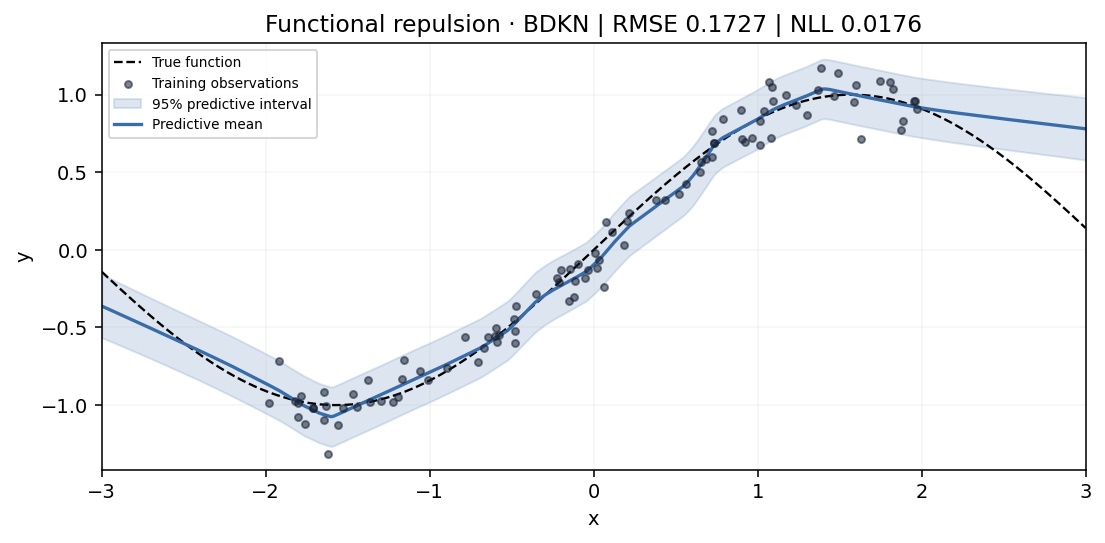 Functional repulsion · BDKN | RMSE 0.1727 | NLL 0.0176
True function
Training observations
95% predictive interval
Predictive mean
1.0
0.5
0.0
−0.5
−1.0
y
−3
−2
−1
0
1
2
3
x